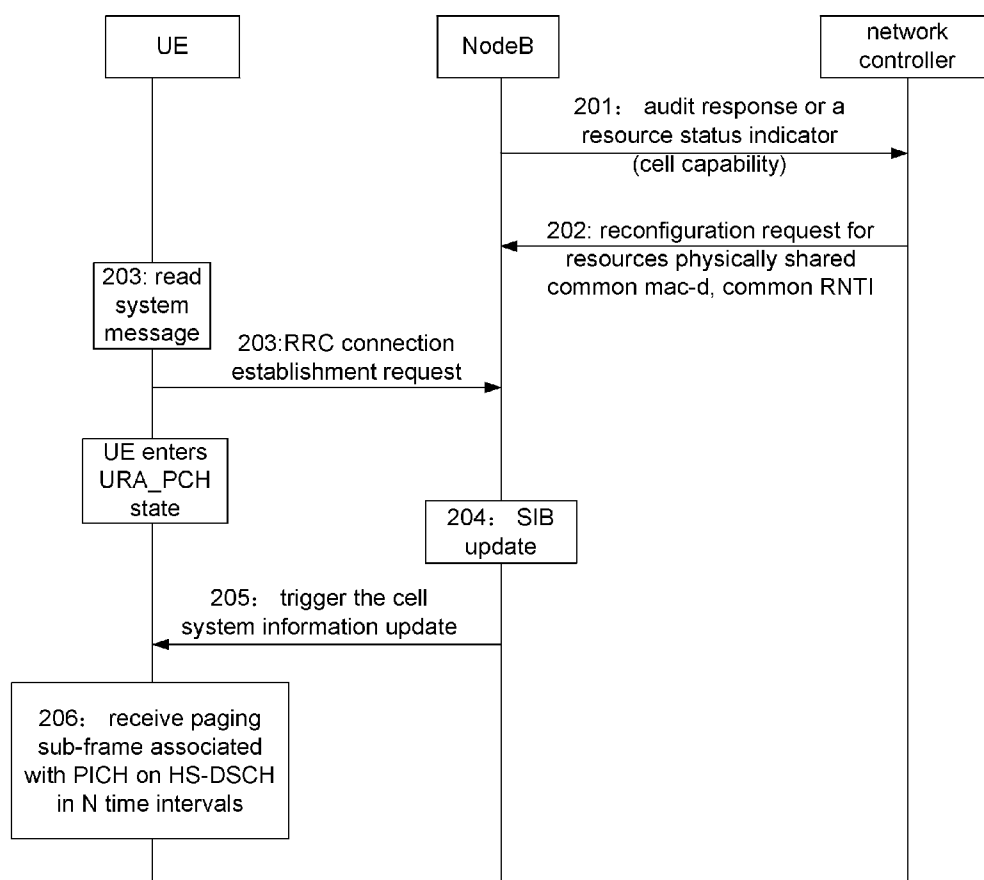 UE
NodeB
network
controller
201： audit response or a
resource status indicator
(cell capability)
202: reconfiguration request for
resources physically shared
common mac-d, common RNTI
203: read
system
message
203:RRC connection
establishment request
UE enters
URA_PCH
state
204： SIB
update
205： trigger the cell
system information update
206： receive paging
sub-frame associated
with PICH on HS-DSCH
in N time intervals